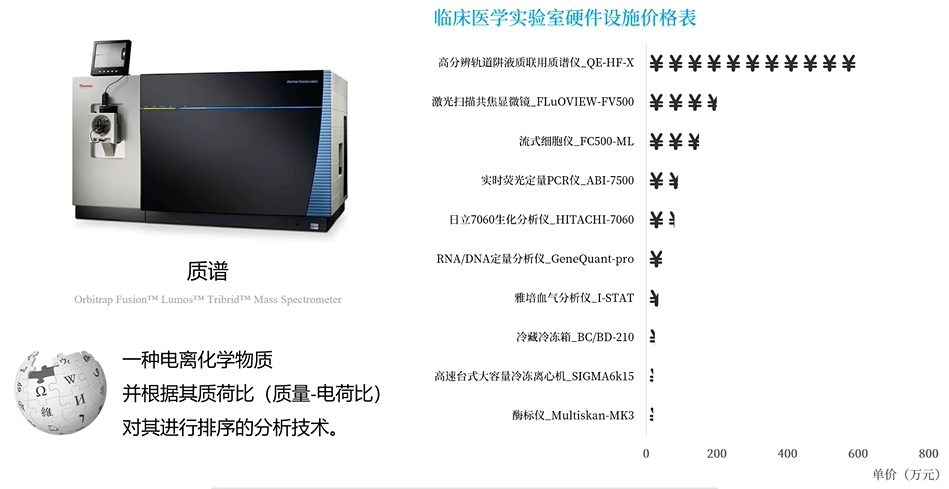 临床医学实验室硬件设施价格表
高分辨轨道阱液质联用质谱仪_QE-HF-X
激光扫描共焦显微镜_FLuOVIEW-FV500
流式细胞仪_FC500-ML
实时荧光定量PCR仪_ABI-7500
日立7060生化分析仪_HITACHI-7060
RNA/DNA定量分析仪_GeneQuant-pro
雅培血气分析仪_I-STAT
冷藏冷冻箱_BC/BD-210
高速台式大容量冷冻离心机_SIGMA6k15
酶标仪_Multiskan-MK3
0 200 400 600 800
单价（万元）
质谱
Orbitrap Fusion™ Lumos™ Tribrid™ Mass Spectrometer
一种电离化学物质
并根据其质荷比（质量-电荷比）
对其进行排序的分析技术。
Ω W И 維